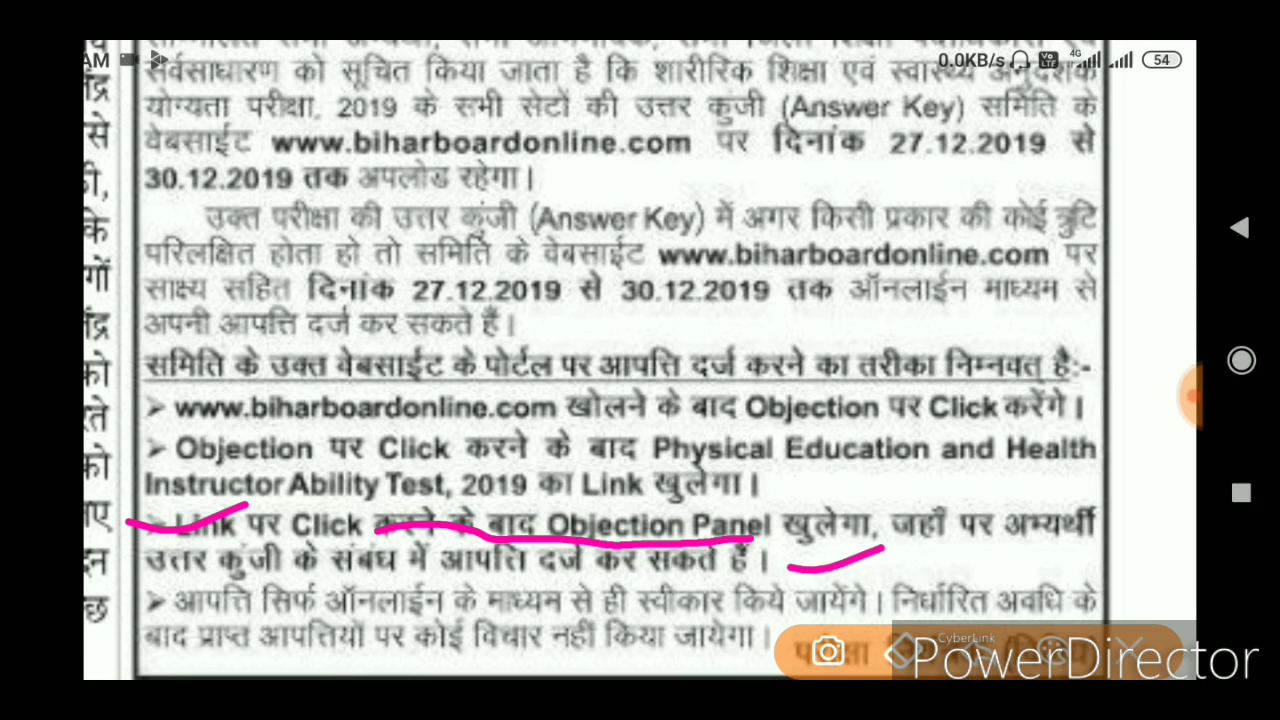 AM 0.0KB/s Vo LTE 4G 54
सर्वसाधारण को सूचित किया जाता है कि शारीरिक शिक्षा एवं स्वास्थ्य अनुदेशक
योग्यता परीक्षा, 2019 के सभी सेटों की उत्तर कुंजी (Answer Key) समिति के
वेबसाईट www.biharboardonline.com पर दिनांक 27.12.2019 से
30.12.2019 तक अपलोड रहेगा।
उक्त परीक्षा की उत्तर कुंजी (Answer Key) में अगर किसी प्रकार की कोई त्रुटि
परिलक्षित होता हो तो समिति के वेबसाईट www.biharboardonline.com पर
साक्ष्य सहित दिनांक 27.12.2019 से 30.12.2019 तक ऑनलाईन माध्यम से
अपनी आपत्ति दर्ज कर सकते हैं।
समिति के उक्त वेबसाईट के पोर्टल पर आपत्ति दर्ज करने का तरीका निम्नवत् है:-
➢ www.biharboardonline.com खोलने के बाद Objection पर Click करेंगे।
➢ Objection पर Click करने के बाद Physical Education and Health
Instructor Ability Test, 2019 का Link खुलेगा।
➢ Link पर Click करने के बाद Objection Panel खुलेगा, जहाँ पर अभ्यर्थी
उत्तर कुंजी के संबंध में आपत्ति दर्ज कर सकते हैं।
➢ आपत्ति सिर्फ ऑनलाईन के माध्यम से ही स्वीकार किये जायेंगे। निर्धारित अवधि के
बाद प्राप्त आपत्तियों पर कोई विचार नहीं किया जायेगा।
CyberLink
PowerDirector